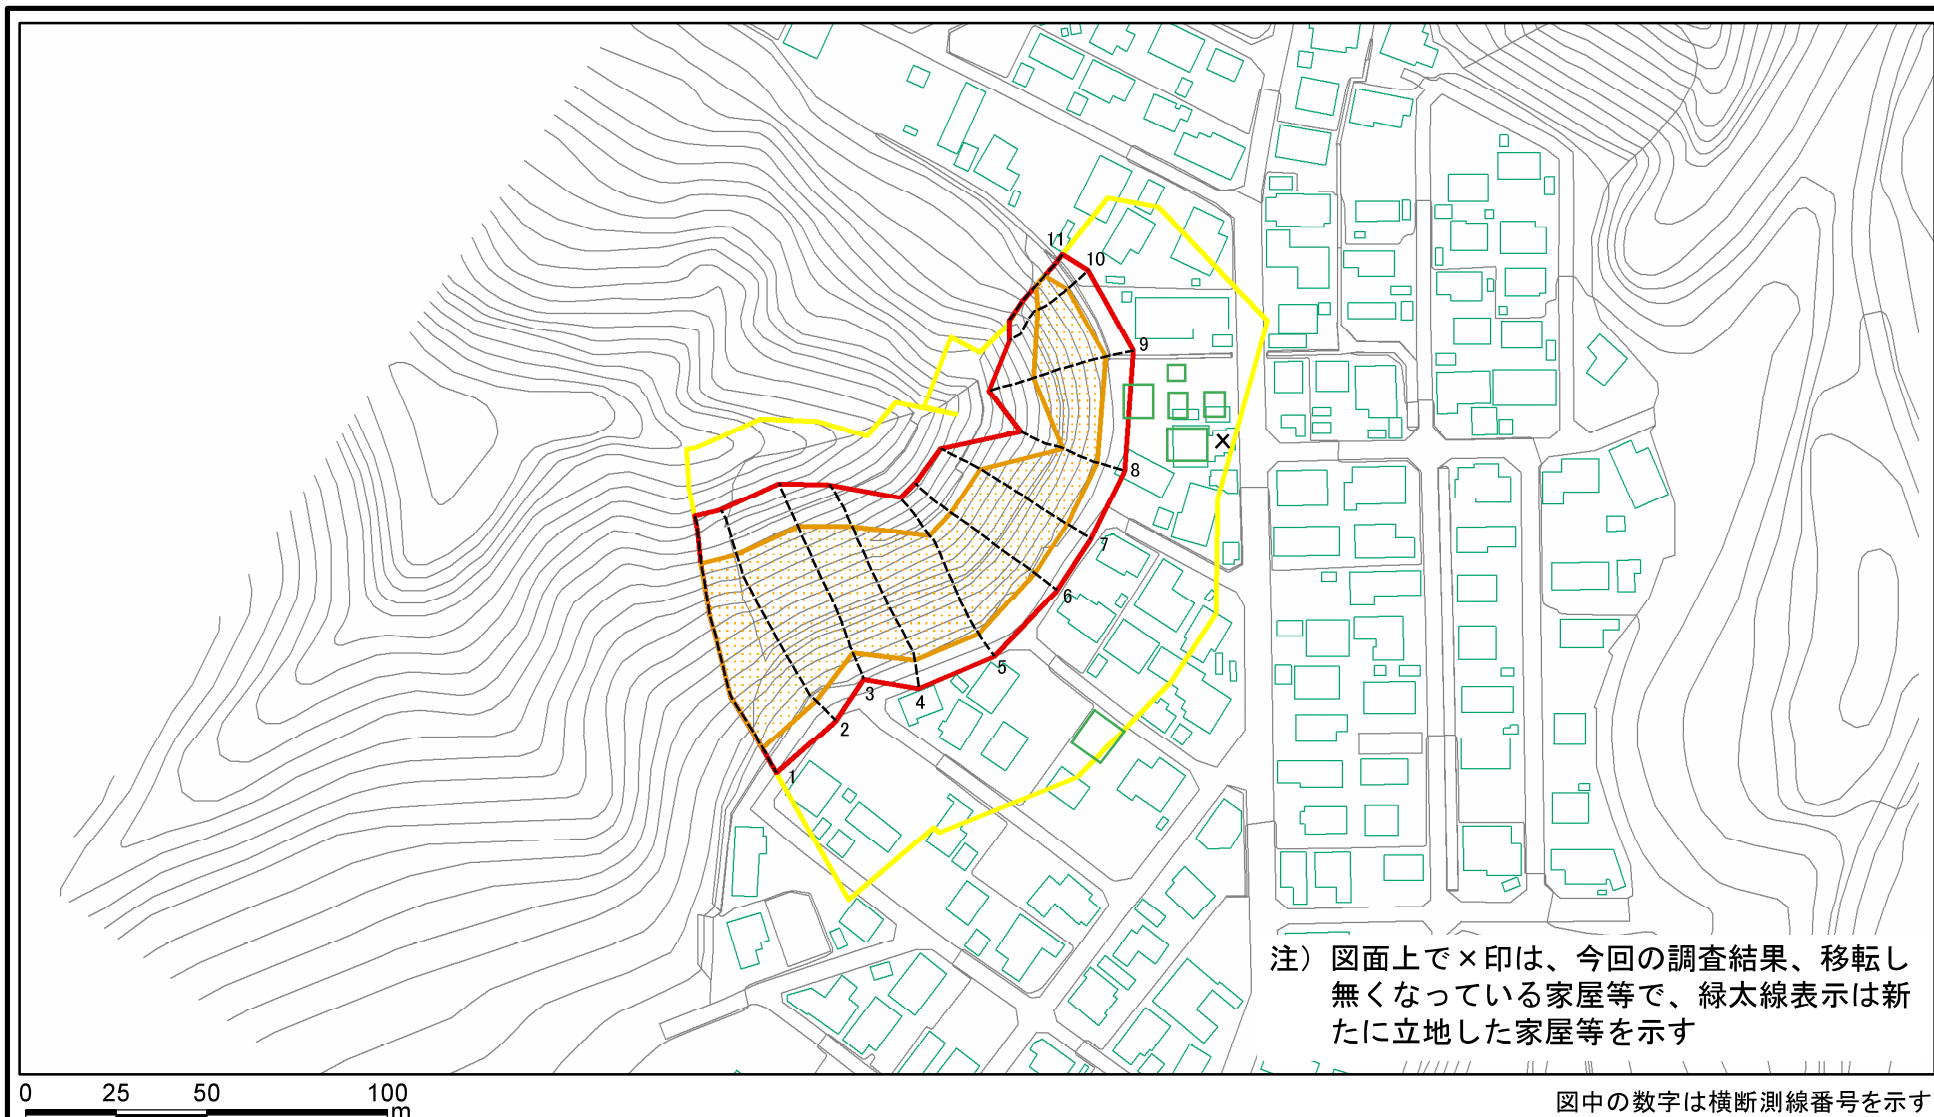 11
10
9
8
7
6
5
4
3
2
1
×
注）図面上で×印は、今回の調査結果、移転し
無くなっている家屋等で、緑太線表示は新
たに立地した家屋等を示す
0 25 50 100
m
図中の数字は横断測線番号を示す